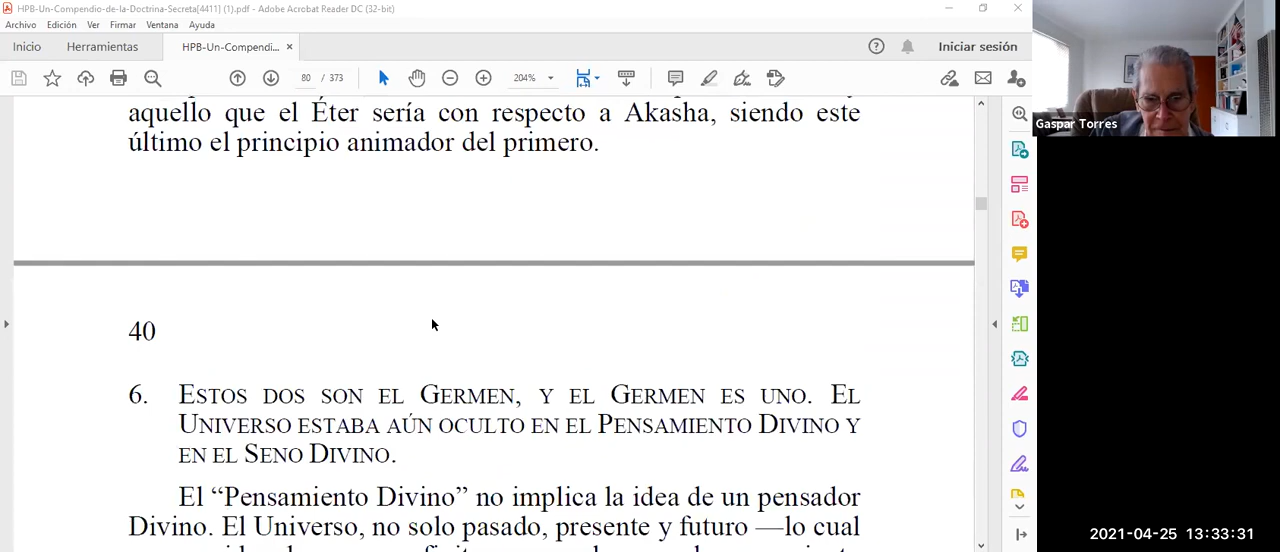 HPB-Un-Compendio-de-la-Doctrina-Secreta[4411] (1).pdf - Adobe Acrobat Reader DC (32-bit)
Archivo Edición Ver Firmar Ventana Ayuda
Inicio Herramientas HPB-Un-Compendi... × Iniciar sesión
80 / 373 204%
aquello que el Éter sería con respecto a Akasha, siendo este
último el principio animador del primero.
40
6. ESTOS DOS SON EL GERMEN, Y EL GERMEN ES UNO. EL
UNIVERSO ESTABA AÚN OCULTO EN EL PENSAMIENTO DIVINO Y
EN EL SENO DIVINO.
El “Pensamiento Divino” no implica la idea de un pensador
Divino. El Universo, no solo pasado, presente y futuro —lo cual
Gaspar Torres
2021-04-25 13:33:31